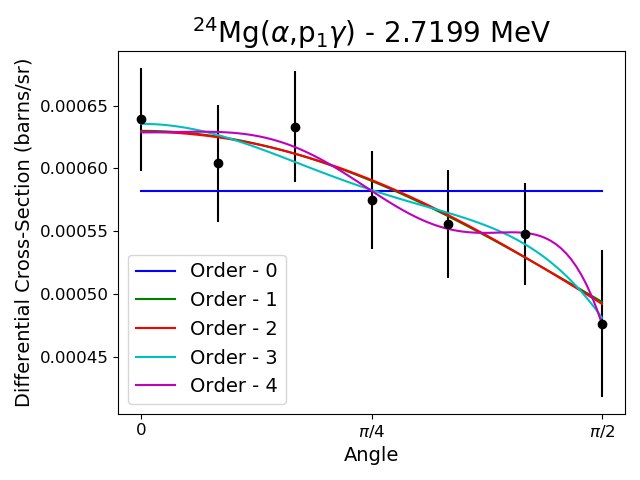 ²⁴Mg(α,p₁γ) - 2.7199 MeV
Differential Cross-Section (barns/sr)
0.00065
0.00060
0.00055
0.00050
0.00045
Order - 0
Order - 1
Order - 2
Order - 3
Order - 4
0
π/4
π/2
Angle